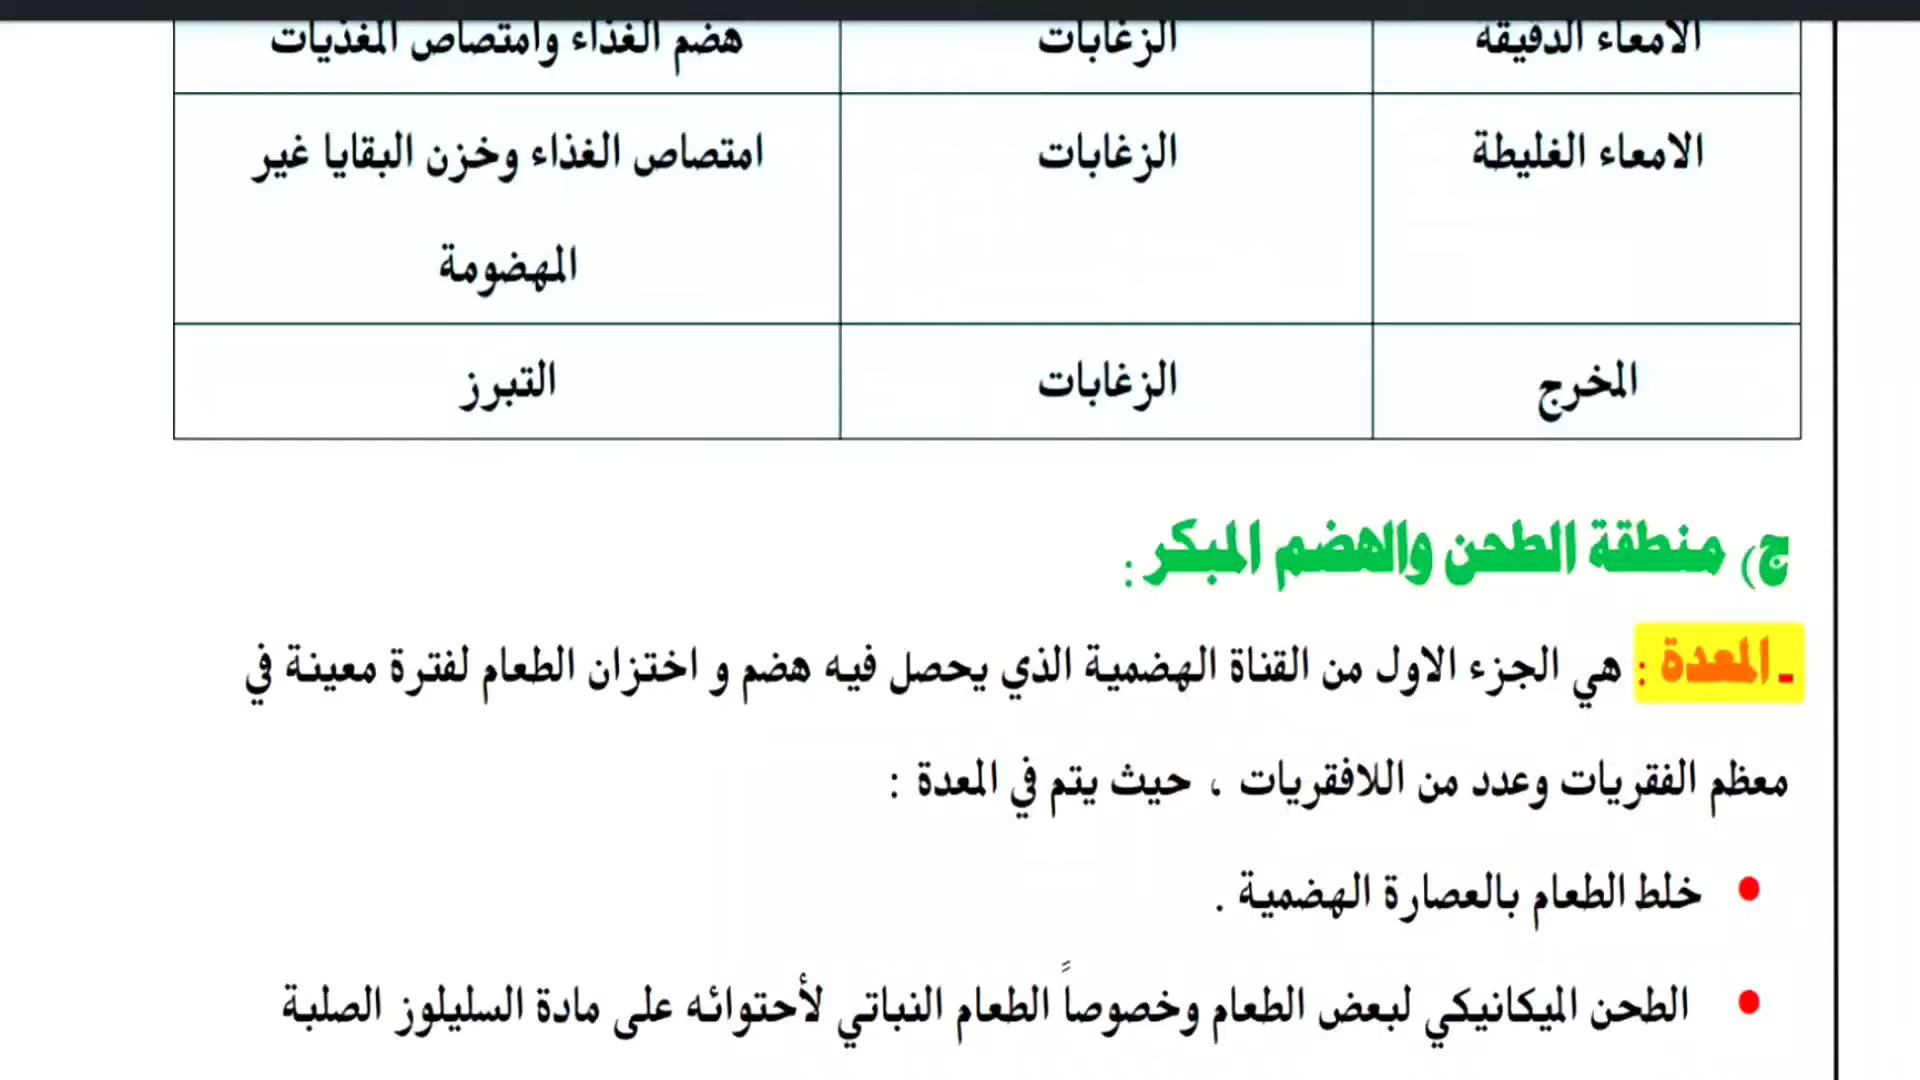 الامعاء الدقيقة الزغابات هضم الغذاء وامتصاص المغذيات
الامعاء الغليطة الزغابات امتصاص الغذاء وخزن البقايا غير
المهضومة
المخرج الزغابات التبرز
ج) منطقة الطحن والهضم المبكر :
ـ المعدة : هي الجزء الاول من القناة الهضمية الذي يحصل فيه هضم و اختزان الطعام لفترة معينة في
معظم الفقريات وعدد من اللافقريات ، حيث يتم في المعدة :
• خلط الطعام بالعصارة الهضمية .
• الطحن الميكانيكي لبعض الطعام وخصوصاً الطعام النباتي لأحتوائه على مادة السليلوز الصلبة